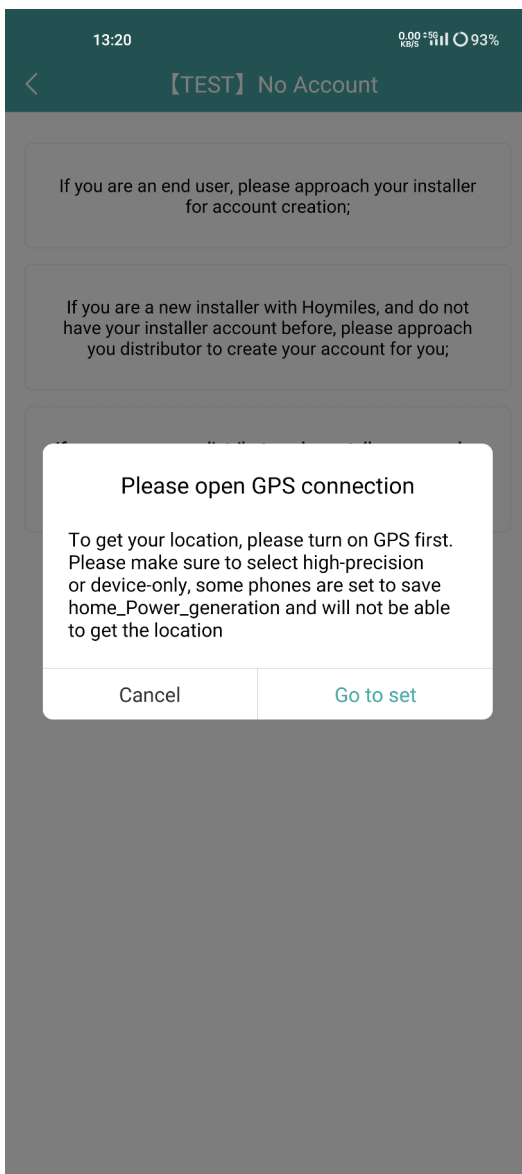 13:20
0.00 KB/S 5G 93%
【TEST】No Account
If you are an end user, please approach your installer
for account creation;
If you are a new installer with Hoymiles, and do not
have your installer account before, please approach
you distributor to create your account for you;
Please open GPS connection
To get your location, please turn on GPS first.
Please make sure to select high-precision
or device-only, some phones are set to save
home_Power_generation and will not be able
to get the location
Cancel
Go to set